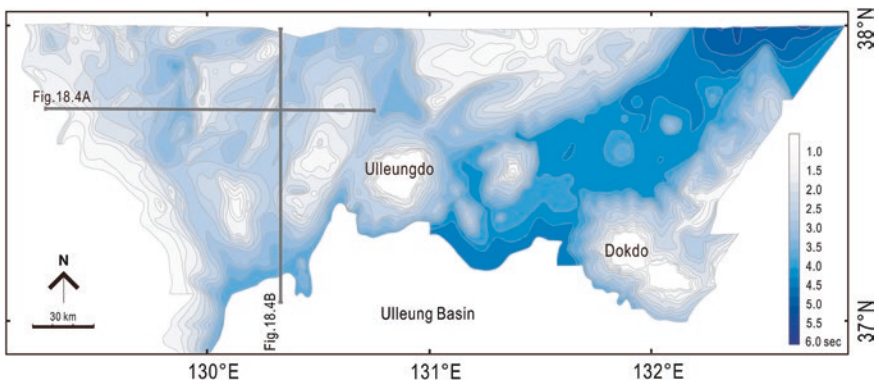 38°N
Fig.18.4A
Ulleungdo
Dokdo
1.0
1.5
2.0
2.5
3.0
3.5
4.0
4.5
5.0
5.5
6.0 sec
N
30 km
Fig.18.4B
Ulleung Basin
37°N
130°E
131°E
132°E